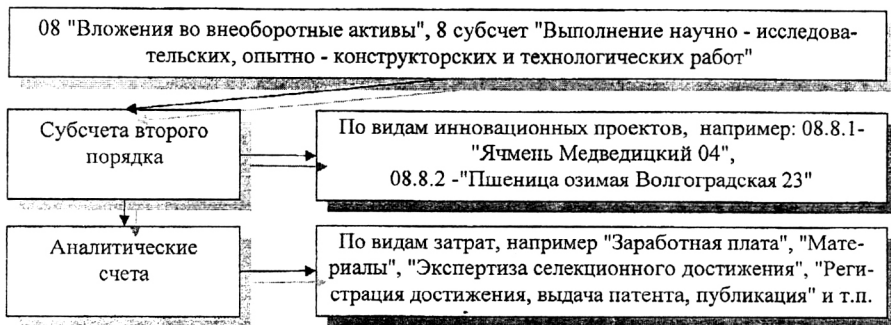 08 "Вложения во внеоборотные активы", 8 субсчет "Выполнение научно - исследова-
тельских, опытно - конструкторских и технологических работ"
Субсчета второго
порядка
По видам инновационных проектов, например: 08.8.1-
"Ячмень Медведицкий 04",
08.8.2 -"Пшеница озимая Волгоградская 23"
Аналитические
счета
По видам затрат, например "Заработная плата", "Мате-
риалы", "Экспертиза селекционного достижения", "Реги-
страция достижения, выдача патента, публикация" и т.п.